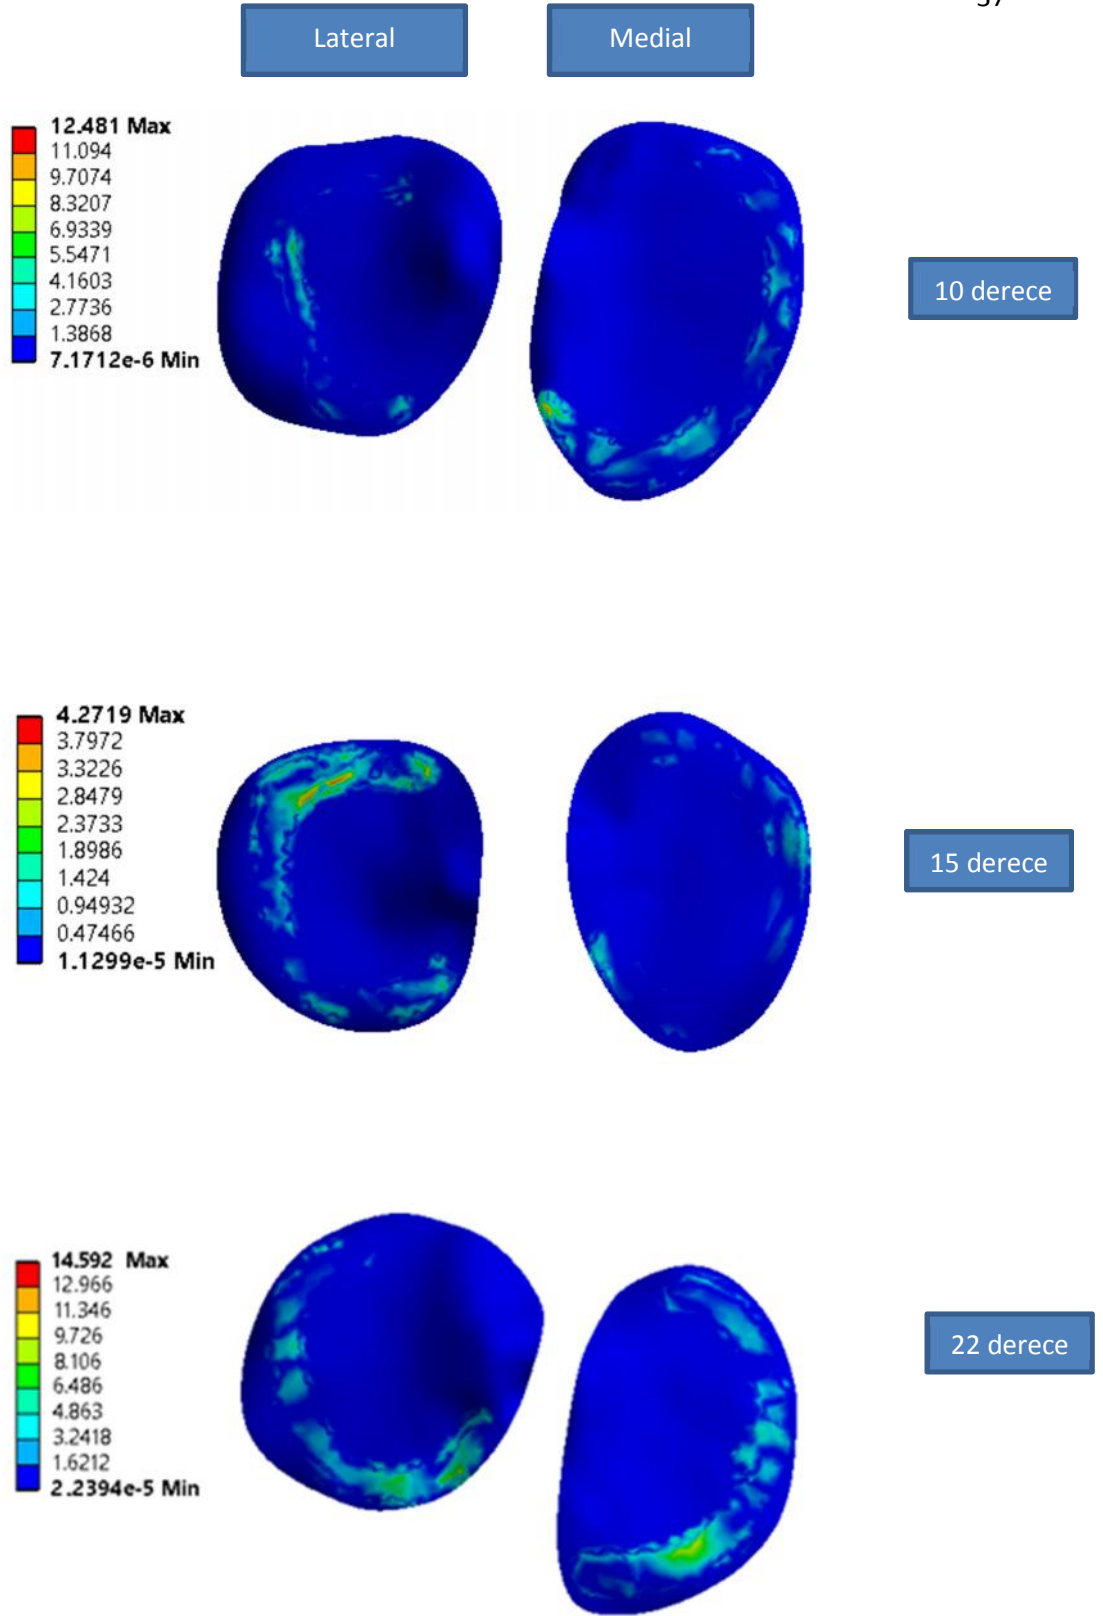 Lateral
Medial
12.481 Max
11.094
9.7074
8.3207
6.9339
5.5471
4.1603
2.7736
1.3868
7.1712e-6 Min
10 derece
4.2719 Max
3.7972
3.3226
2.8479
2.3733
1.8986
1.424
0.94932
0.47466
1.1299e-5 Min
15 derece
14.592 Max
12.966
11.346
9.726
8.106
6.486
4.863
3.2418
1.6212
2.2394e-5 Min
22 derece